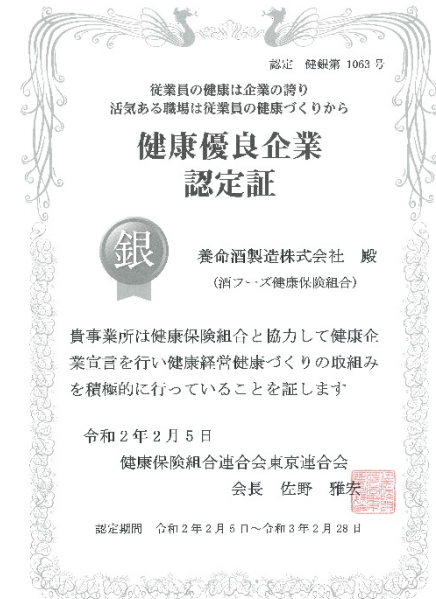 認定　健銀第 1063 号
従業員の健康は企業の誇り
活気ある職場は従業員の健康づくりから
健康優良企業
認定証
銀
養命酒製造株式会社　殿
(酒フーズ健康保険組合)
貴事業所は健康保険組合と協力して健康企
業宣言を行い健康経営健康づくりの取組み
を積極的に行っていることを証します
令和２年２月５日
健康保険組合連合会東京連合会
会長　佐野　雅宏
認定期間　令和２年２月５日～令和３年２月 28 日